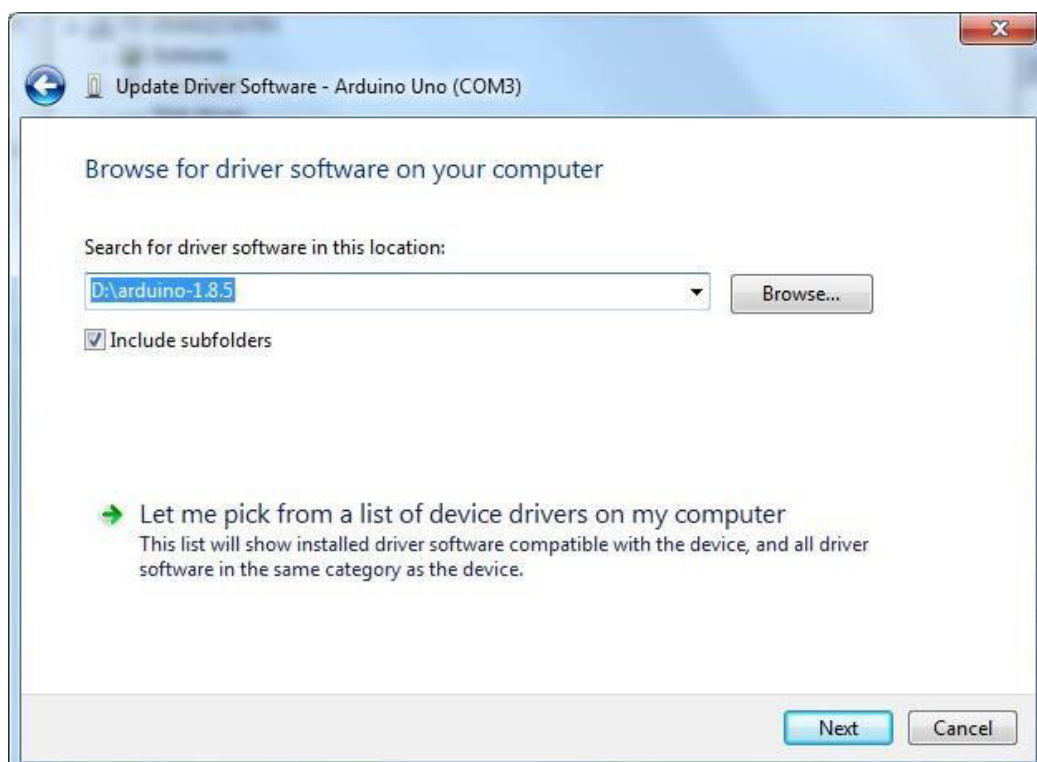 Update Driver Software - Arduino Uno (COM3)
Browse for driver software on your computer
Search for driver software in this location:
D:\arduino-1.8.5
Browse...
Include subfolders
Let me pick from a list of device drivers on my computer
This list will show installed driver software compatible with the device, and all driver
software in the same category as the device.
Next
Cancel